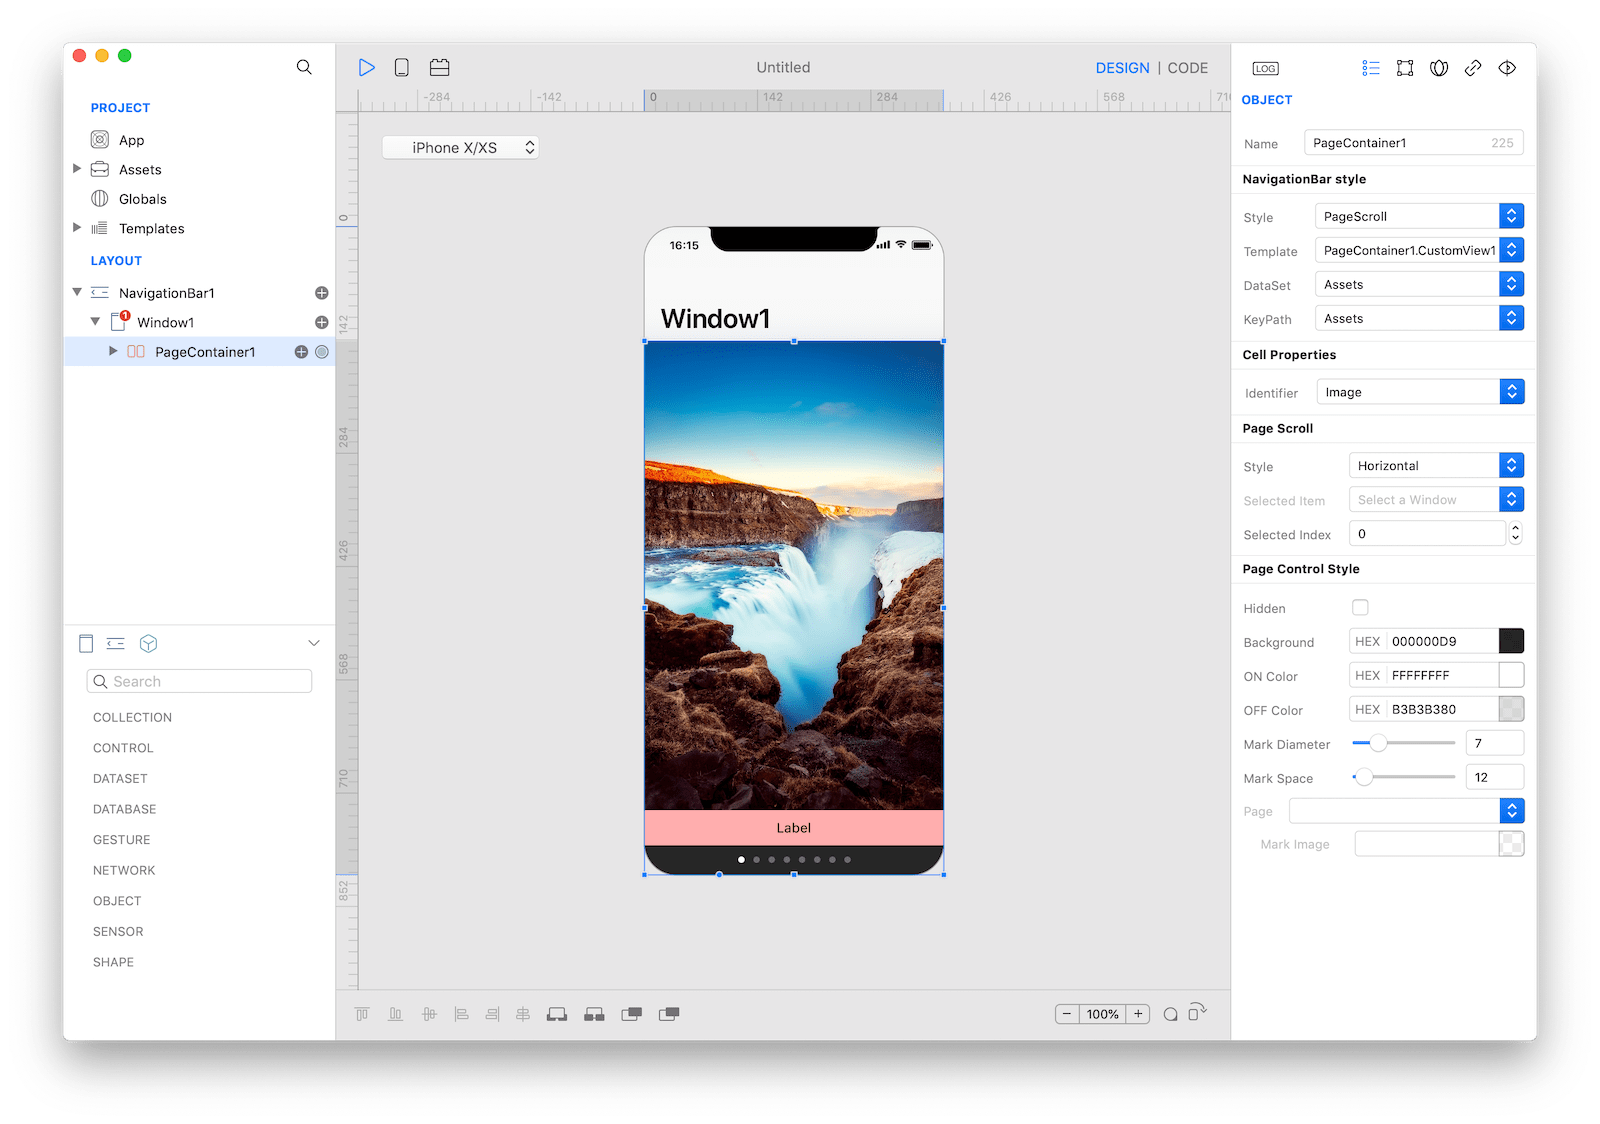 Untitled
DESIGN | CODE
LOG
PROJECT
App
Assets
Globals
Templates
LAYOUT
NavigationBar1
1
Window1
PageContainer1
Search
COLLECTION
CONTROL
DATASET
DATABASE
GESTURE
NETWORK
OBJECT
SENSOR
SHAPE
-284 -142 0 142 284 426 568 710
0
142
284
426
568
710
852
iPhone X/XS
16:15
Window1
Label
100%
OBJECT
Name PageContainer1 225
NavigationBar style
Style PageScroll
Template PageContainer1.CustomView1
DataSet Assets
KeyPath Assets
Cell Properties
Identifier Image
Page Scroll
Style Horizontal
Selected Item Select a Window
Selected Index 0
Page Control Style
Hidden
Background HEX 000000D9
ON Color HEX FFFFFFFF
OFF Color HEX B3B3B380
Mark Diameter 7
Mark Space 12
Page
Mark Image